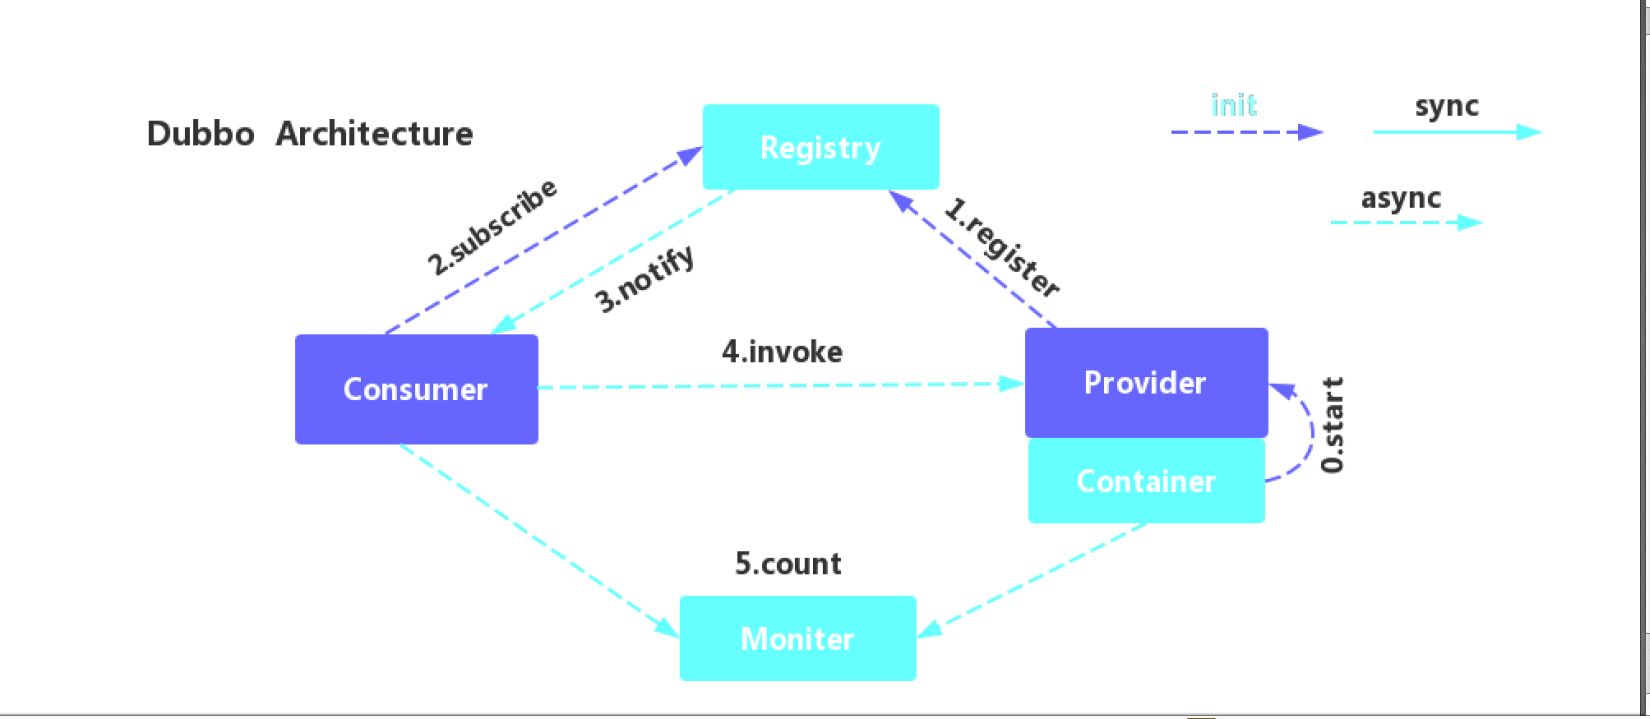 Dubbo Architecture
init
sync
async
Registry
2.subscribe
3.notify
1.register
4.invoke
Consumer
Provider
0.start
Container
5.count
Moniter